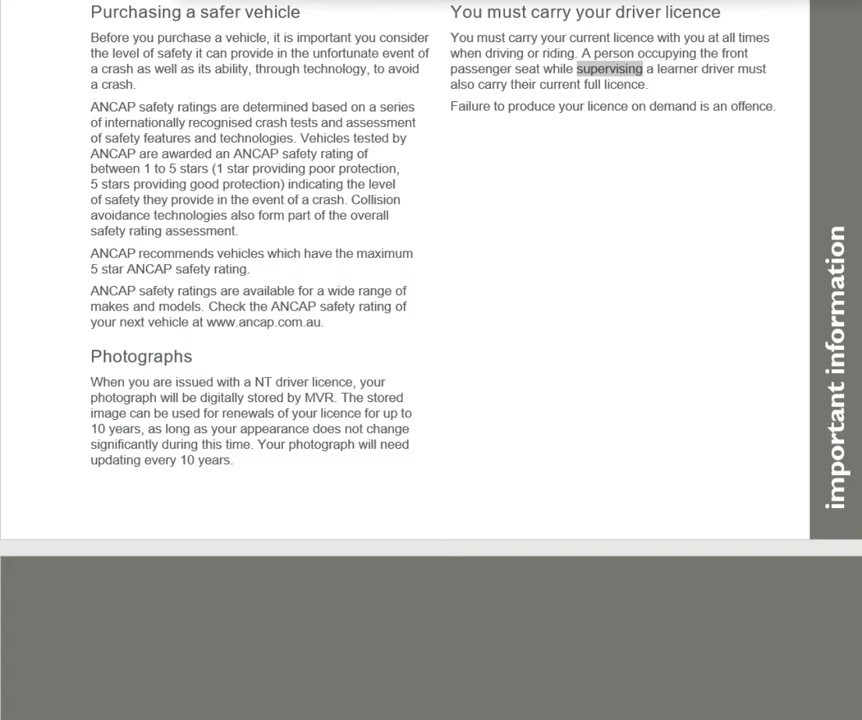 Purchasing a safer vehicle
Before you purchase a vehicle, it is important you consider
the level of safety it can provide in the unfortunate event of
a crash as well as its ability, through technology, to avoid
a crash.
ANCAP safety ratings are determined based on a series
of internationally recognised crash tests and assessment
of safety features and technologies. Vehicles tested by
ANCAP are awarded an ANCAP safety rating of
between 1 to 5 stars (1 star providing poor protection,
5 stars providing good protection) indicating the level
of safety they provide in the event of a crash. Collision
avoidance technologies also form part of the overall
safety rating assessment.
ANCAP recommends vehicles which have the maximum
5 star ANCAP safety rating.
ANCAP safety ratings are available for a wide range of
makes and models. Check the ANCAP safety rating of
your next vehicle at www.ancap.com.au.
Photographs
When you are issued with a NT driver licence, your
photograph will be digitally stored by MVR. The stored
image can be used for renewals of your licence for up to
10 years, as long as your appearance does not change
significantly during this time. Your photograph will need
updating every 10 years.
You must carry your driver licence
You must carry your current licence with you at all times
when driving or riding. A person occupying the front
passenger seat while supervising a learner driver must
also carry their current full licence.
Failure to produce your licence on demand is an offence.
important information